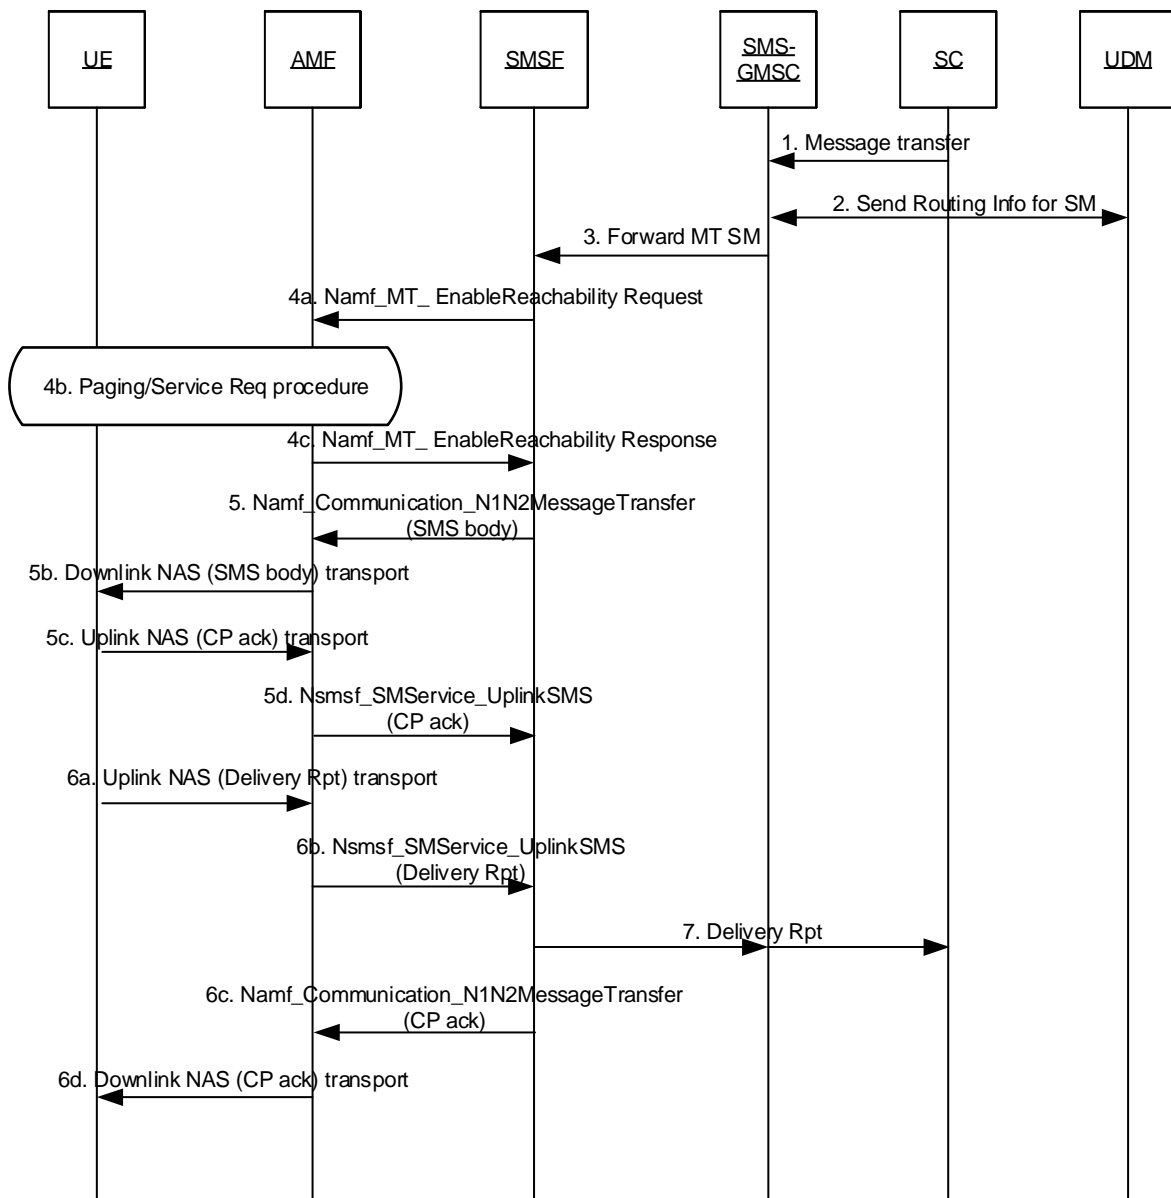 UE
AMF
SMSF
SMS-
GMSC
SC
UDM
1. Message transfer
2. Send Routing Info for SM
3. Forward MT SM
4a. Namf_MT_ EnableReachability Request
4b. Paging/Service Req procedure
4c. Namf_MT_ EnableReachability Response
5. Namf_Communication_N1N2MessageTransfer
(SMS body)
5b. Downlink NAS (SMS body) transport
5c. Uplink NAS (CP ack) transport
5d. Nsmsf_SMService_UplinkSMS
(CP ack)
6a. Uplink NAS (Delivery Rpt) transport
6b. Nsmsf_SMService_UplinkSMS
(Delivery Rpt)
7. Delivery Rpt
6c. Namf_Communication_N1N2MessageTransfer
(CP ack)
6d. Downlink NAS (CP ack) transport